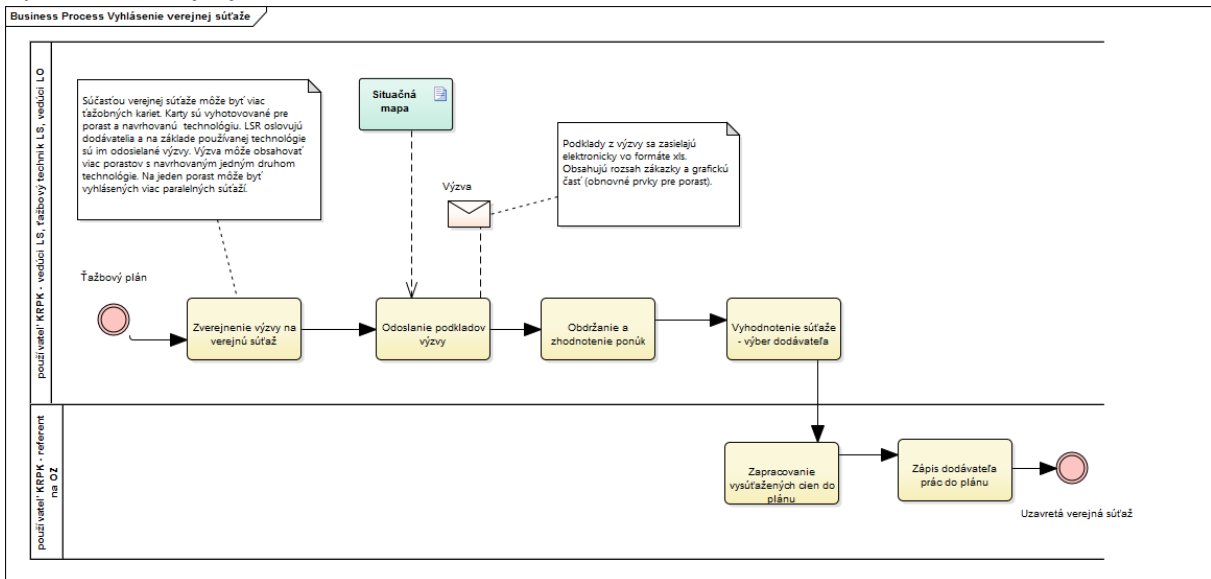 Business Process Vyhlásenie verejnej súťaže
používateľ KRPK - vedúci LS, ťažbový technik LS, vedúci LO
Súčasťou verejnej súťaže môže byť viac
ťažobných kariet. Karty sú vyhotovované pre
porast a navrhovanú technológiu. LSR oslovujú
dodávatelia a na základe používanej technológie
sú im odosielané výzvy. Výzva môže obsahovať
viac porastov s navrhovaným jedným druhom
technológie. Na jeden porast môže byť
vyhlásených viac paralelných súťaží.
Situačná
mapa
Podklady z výzvy sa zasielajú
elektronicky vo formáte xls.
Obsahujú rozsah zákazky a grafickú
časť (obnovné prvky pre porast).
Výzva
Ťažbový plán
Zverejnenie výzvy na
verejnú súťaž
Odoslanie podkladov
výzvy
Obdržanie a
zhodnotenie ponúk
Vyhodnotenie súťaže
- výber dodávateľa
používateľ KRPK - referent
na OZ
Zapracovanie
vysúťažených cien do
plánu
Zápis dodávateľa
prác do plánu
Uzavretá verejná súťaž